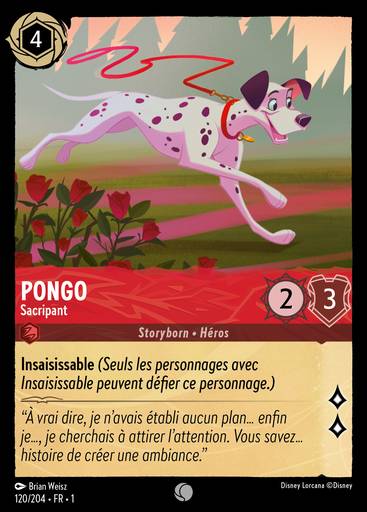 4
PONGO
Sacripant
2
3
Storyborn • Héros
Insaisissable (Seuls les personnages avec
Insaisissable peuvent défier ce personnage.)
“À vrai dire, je n’avais établi aucun plan... enfin
je..., je cherchais à attirer l’attention. Vous savez...
histoire de créer une ambiance.”
Brian Weisz
120/204 • FR • 1
Disney Lorcana ©Disney